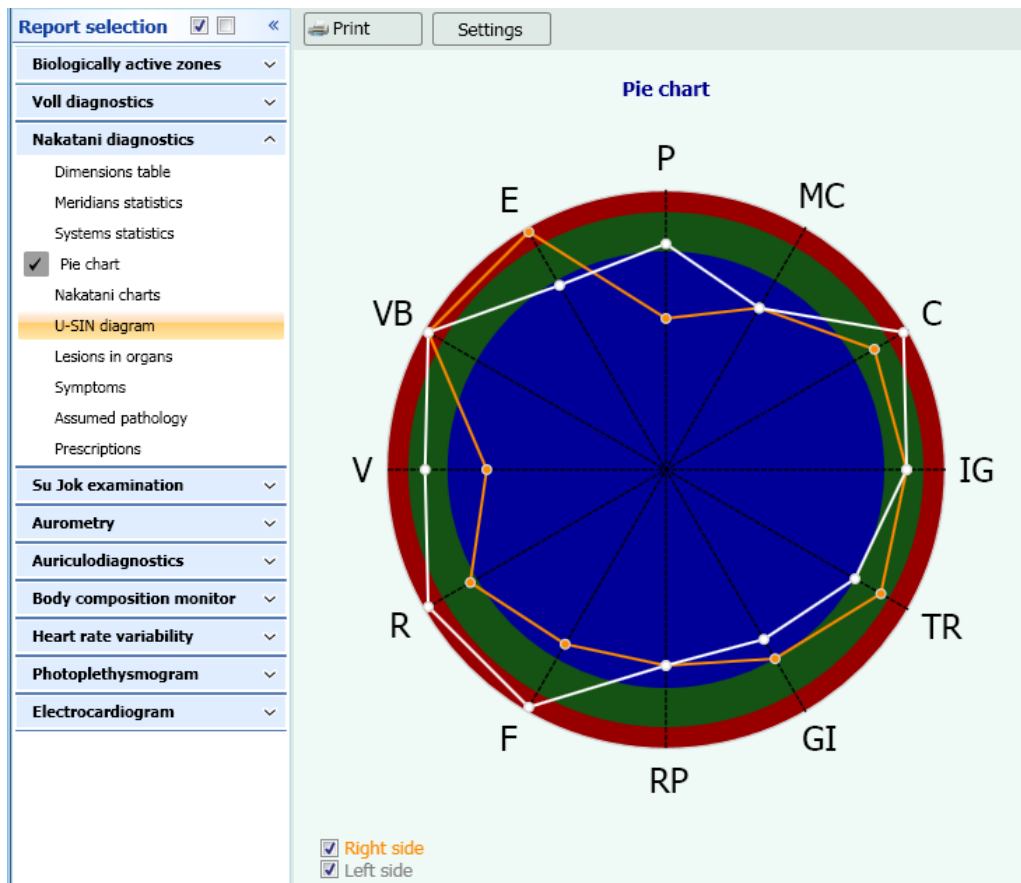 Report selection
Biologically active zones
Voll diagnostics
Nakatani diagnostics
Dimensions table
Meridians statistics
Systems statistics
Pie chart
Nakatani charts
U-SIN diagram
Lesions in organs
Symptoms
Assumed pathology
Prescriptions
Su Jok examination
Aurometry
Auriculodiagnostics
Body composition monitor
Heart rate variability
Photoplethysmogram
Electrocardiogram
Print
Settings
Pie chart
P
MC
C
IG
TR
GI
RP
F
R
V
VB
E
Right side
Left side